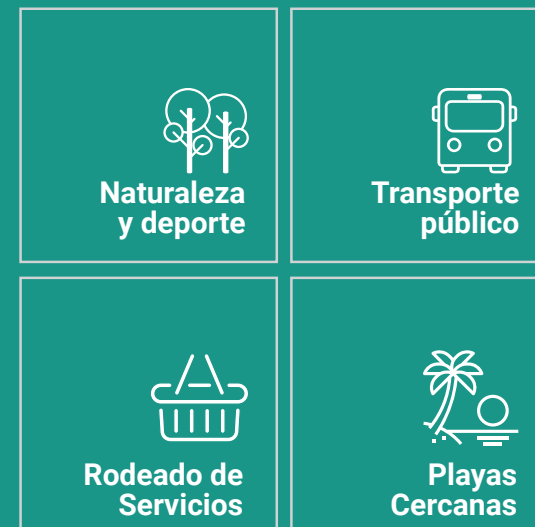 Naturaleza
y deporte
Transporte
público
Rodeado de
Servicios
Playas
Cercanas